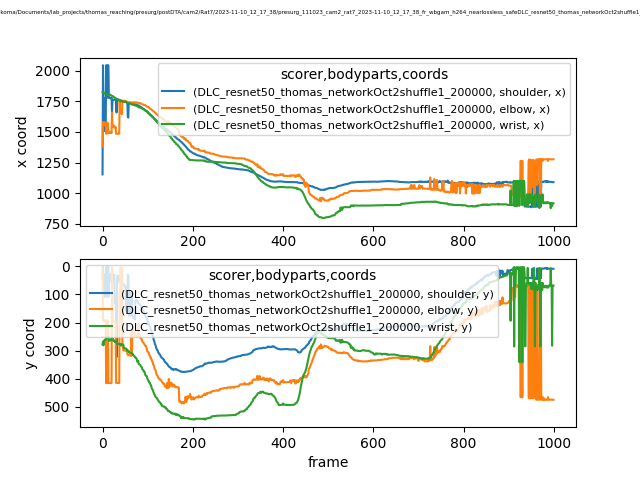 koma/Documents/lab_projects/thomas_reaching/presurg/postDTA/cam2/Rat7/2023-11-10_12_17_38/presurg_111023_cam2_rat7_2023-11-10_12_17_38_fr_wbgam_h264_nearlossless_safeDLC_resnet50_thomas_networkOct2shuffle1_
scorer,bodyparts,coords
(DLC_resnet50_thomas_networkOct2shuffle1_200000, shoulder, x)
(DLC_resnet50_thomas_networkOct2shuffle1_200000, elbow, x)
(DLC_resnet50_thomas_networkOct2shuffle1_200000, wrist, x)
x coord
2000
1750
1500
1250
1000
750
0 200 400 600 800 1000
scorer,bodyparts,coords
(DLC_resnet50_thomas_networkOct2shuffle1_200000, shoulder, y)
(DLC_resnet50_thomas_networkOct2shuffle1_200000, elbow, y)
(DLC_resnet50_thomas_networkOct2shuffle1_200000, wrist, y)
y coord
0
100
200
300
400
500
0 200 400 600 800 1000
frame